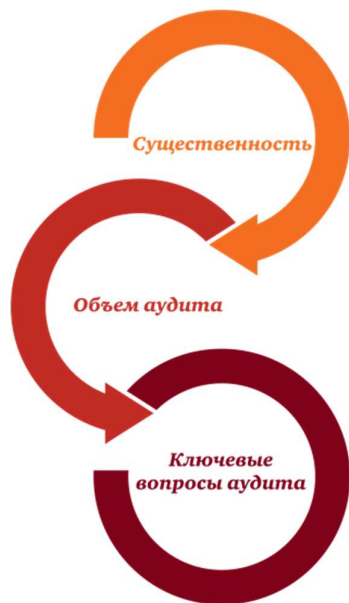 Существенность
Объем аудита
Ключевые
вопросы аудита